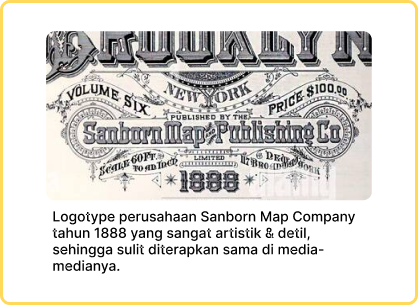 BROOKLYN
NEW YORK
VOLUME SIX
PRICE $100.00
PUBLISHED BY THE
Sanborn Map and Publishing Co
LIMITED
SCALE 60 FT. TO AN INCH.
1888
Logotype perusahaan Sanborn Map Company
tahun 1888 yang sangat artistik & detil,
sehingga sulit diterapkan sama di media-
medianya.